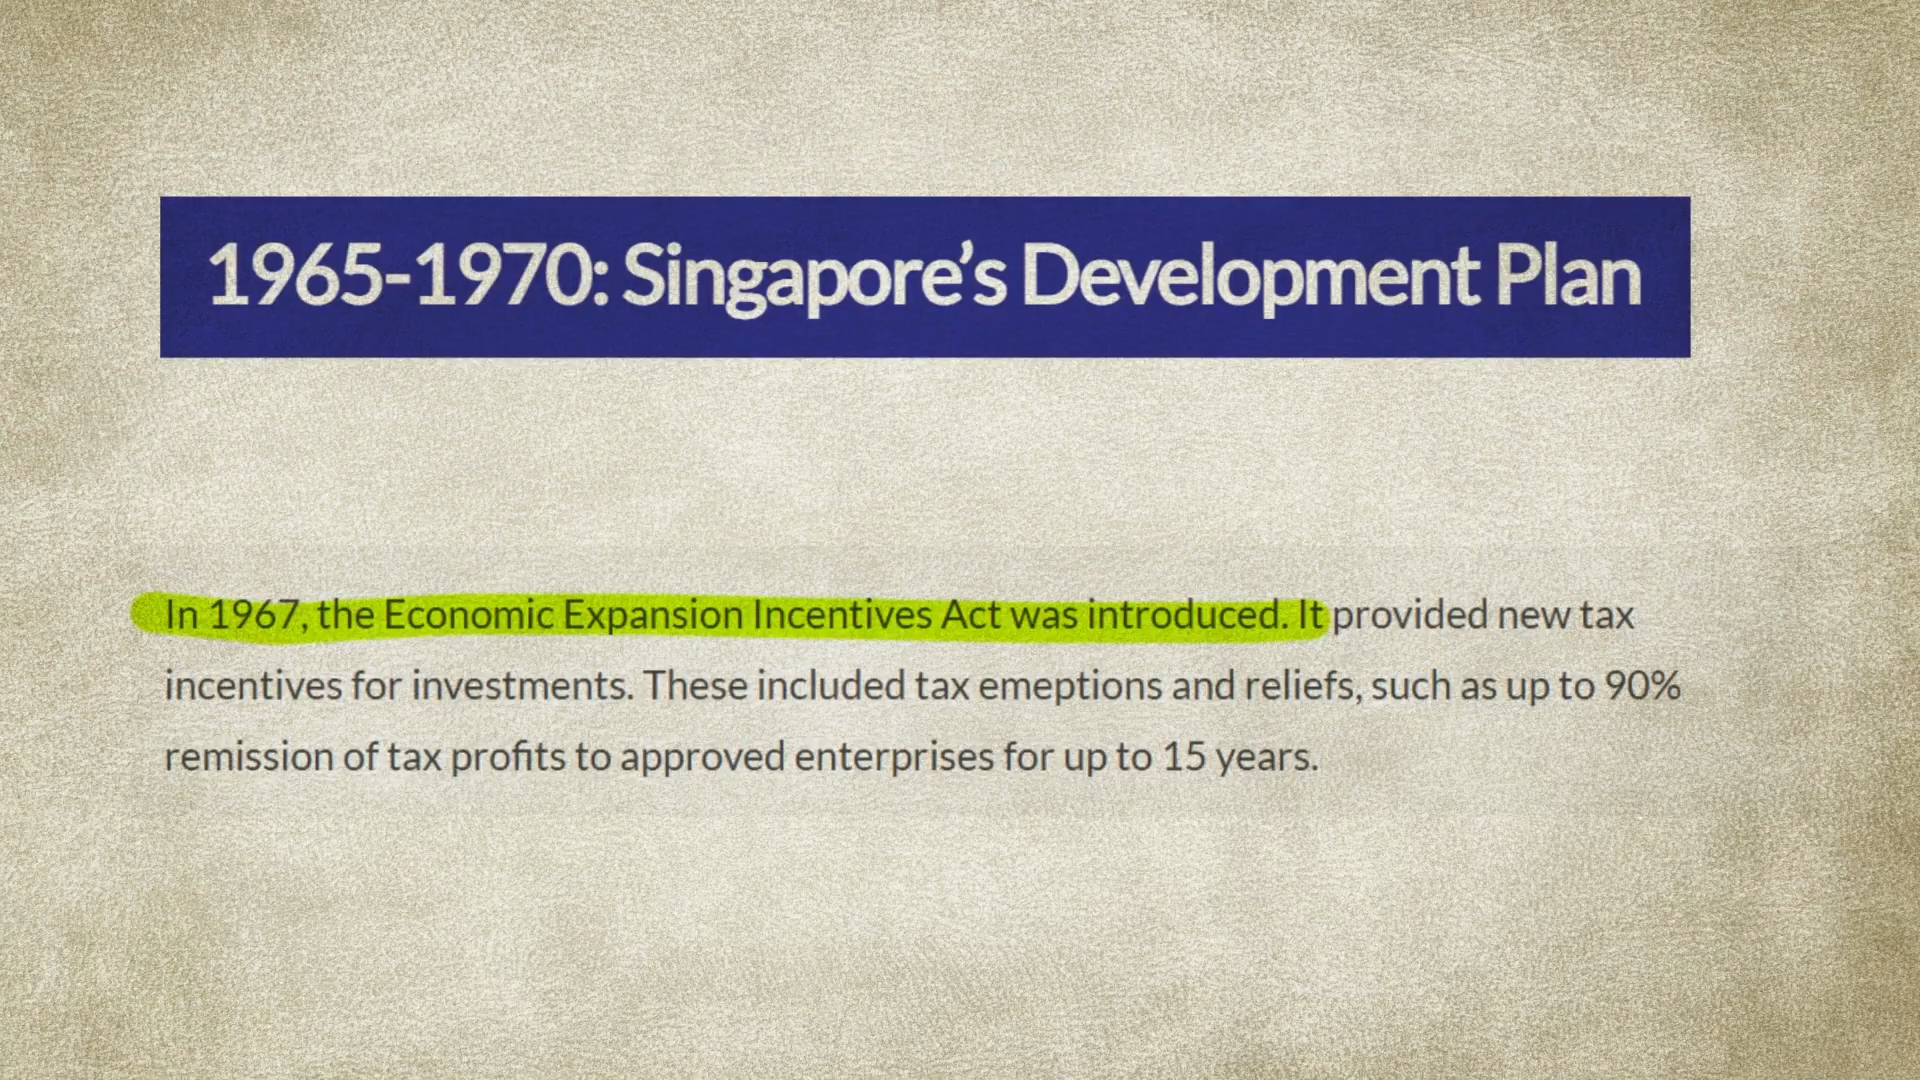 1965-1970: Singapore’s Development Plan
In 1967, the Economic Expansion Incentives Act was introduced. It provided new tax
incentives for investments. These included tax emeptions and reliefs, such as up to 90%
remission of tax profits to approved enterprises for up to 15 years.